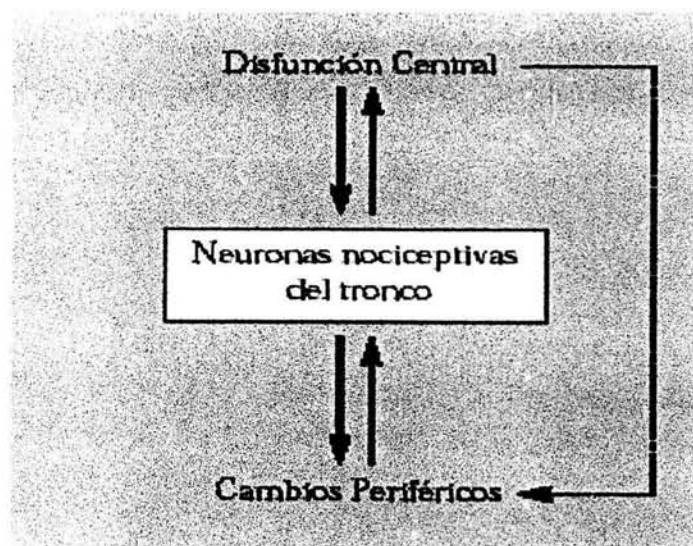 Disfunción Central
Neuronas nociceptivas
del tronco
Cambios Periféricos